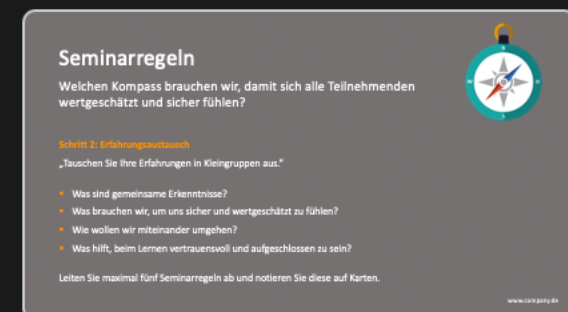 Seminarregeln
Welchen Kompass brauchen wir, damit sich alle Teilnehmenden
wertgeschätzt und sicher fühlen?
Schritt 2: Erfahrungsaustausch
„Tauschen Sie Ihre Erfahrungen in Kleingruppen aus.“
Was sind gemeinsame Erkenntnisse?
Was brauchen wir, um uns sicher und wertgeschätzt zu fühlen?
Wie wollen wir miteinander umgehen?
Was hilft, beim Lernen vertrauensvoll und aufgeschlossen zu sein?
Leiten Sie maximal fünf Seminarregeln ab und notieren Sie diese auf Karten.
www.company.de
N
W O
S